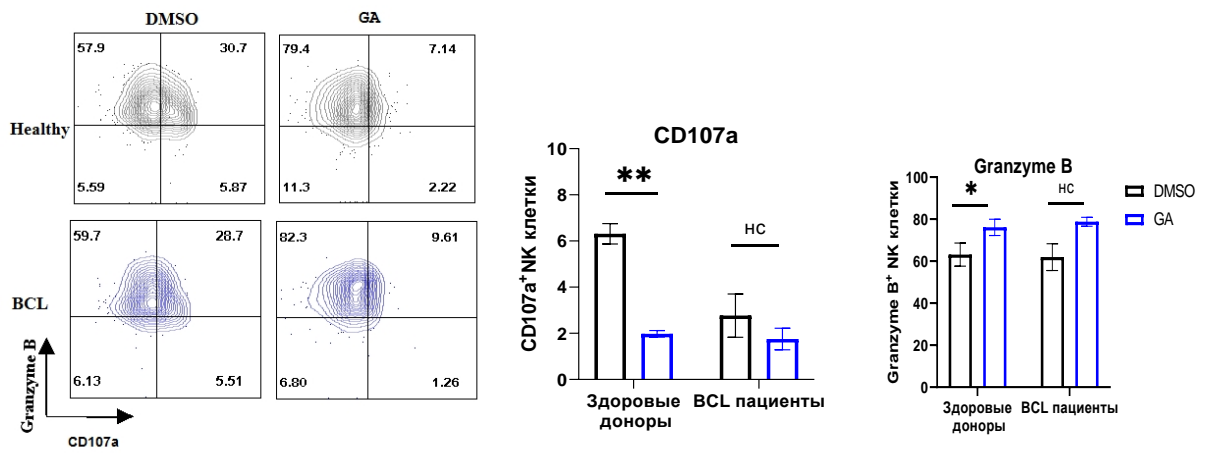 DMSO
GA
Healthy
57.9
30.7
5.59
5.87
79.4
7.14
11.3
2.22
BCL
59.7
28.7
6.13
5.51
82.3
9.61
6.80
1.26
Granzyme B
CD107a
CD107a
CD107a⁺ NK клетки
10
8
6
4
2
0
**
нс
Здоровые
доноры
BCL пациенты
Granzyme B
Granzyme B⁺ NK клетки
100
80
60
40
20
0
*
нс
Здоровые
доноры
BCL пациенты
DMSO
GA